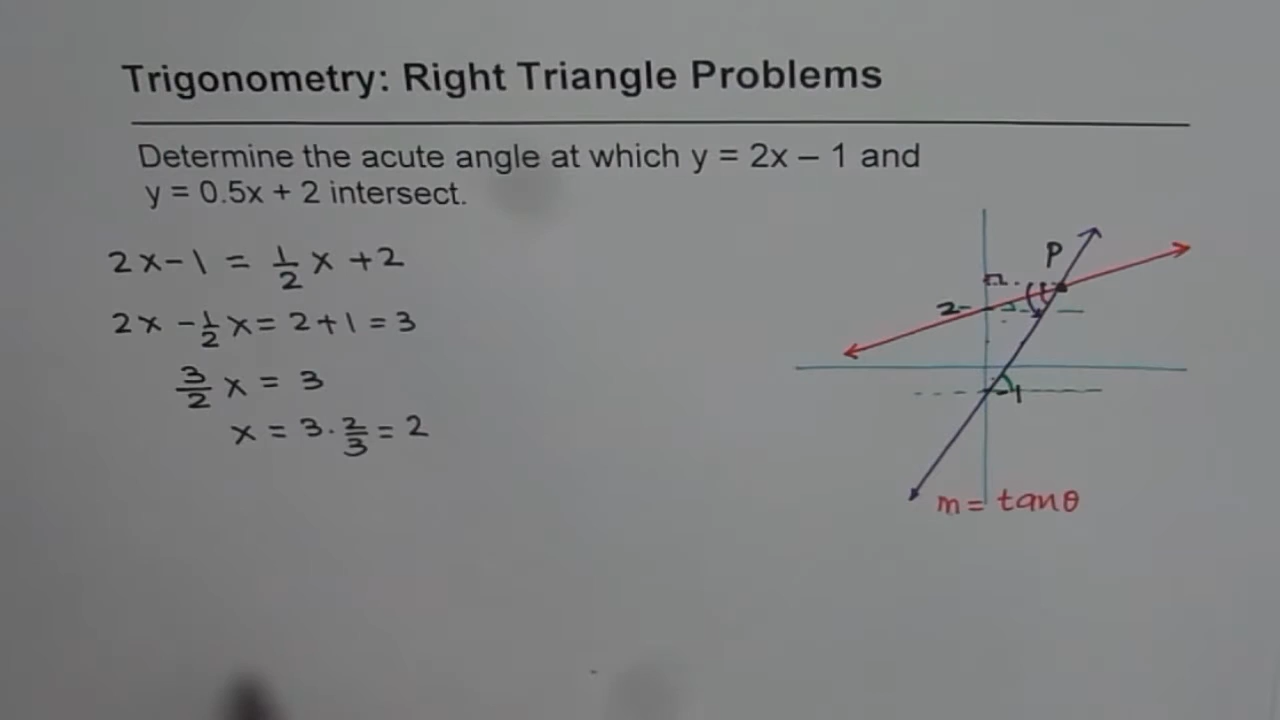 Trigonometry: Right Triangle Problems
Determine the acute angle at which y = 2x – 1 and
y = 0.5x + 2 intersect.
2x-1 = 1/2 x +2
2x - 1/2 x = 2+1 = 3
3/2 x = 3
x = 3 · 2/3 = 2
P
2
-1
m = tanθ